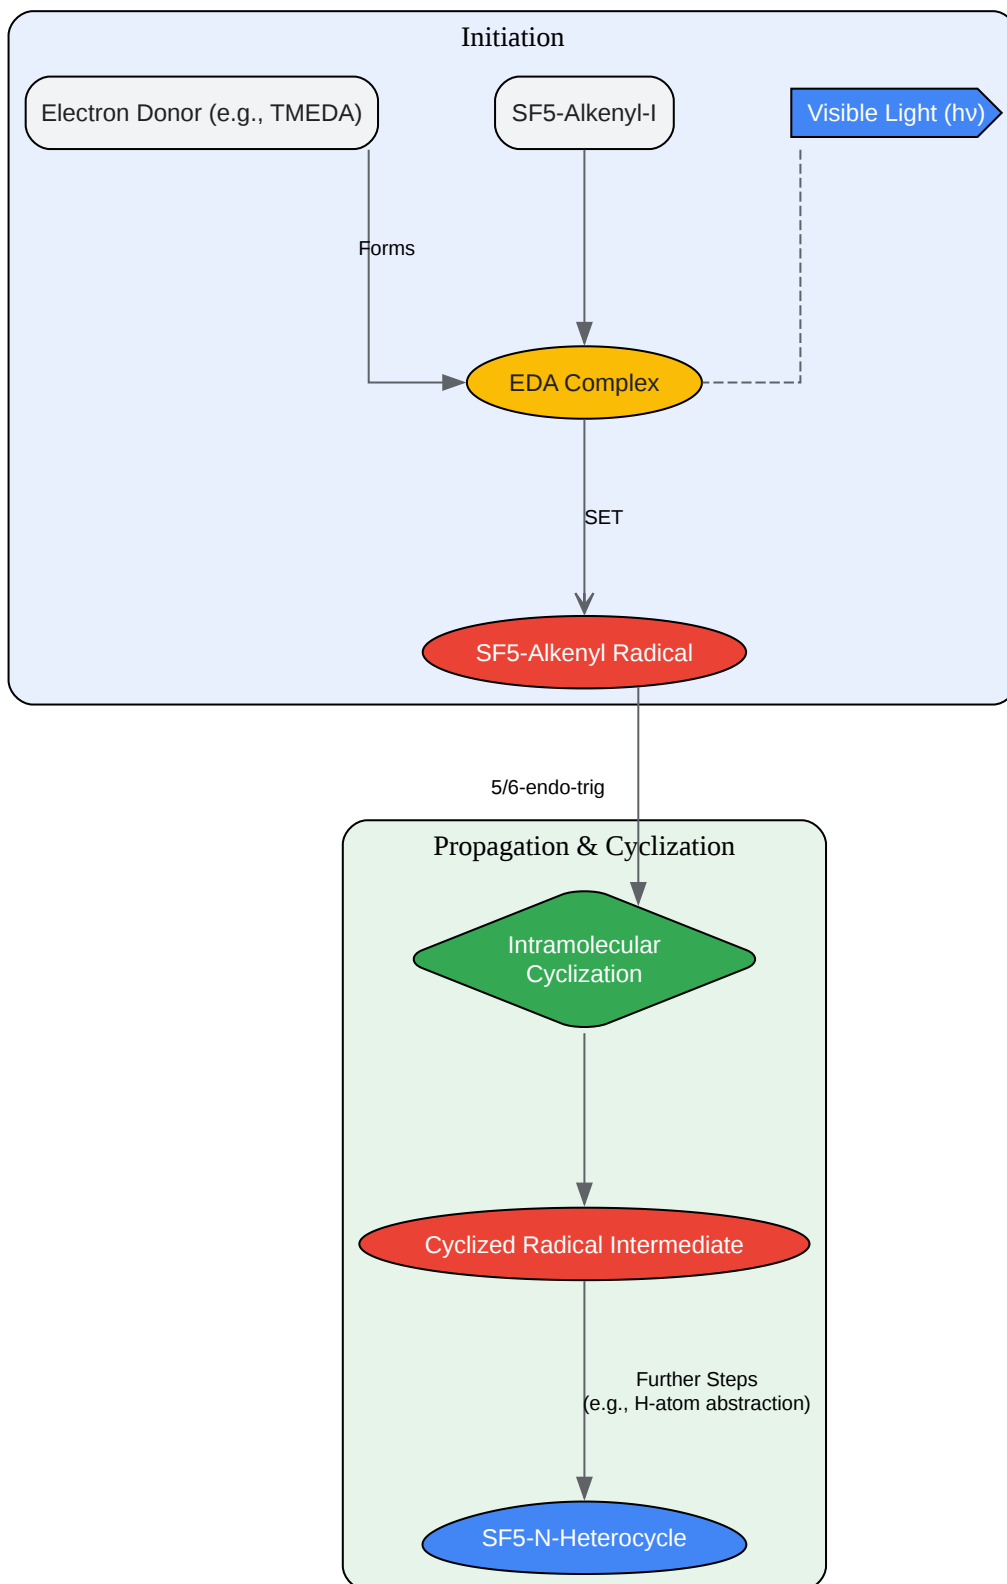 Initiation
Electron Donor (e.g., TMEDA)
SF5-Alkenyl-I
Visible Light (hν)
Forms
EDA Complex
SET
SF5-Alkenyl Radical
5/6-endo-trig
Propagation & Cyclization
Intramolecular
Cyclization
Cyclized Radical Intermediate
Further Steps
(e.g., H-atom abstraction)
SF5-N-Heterocycle